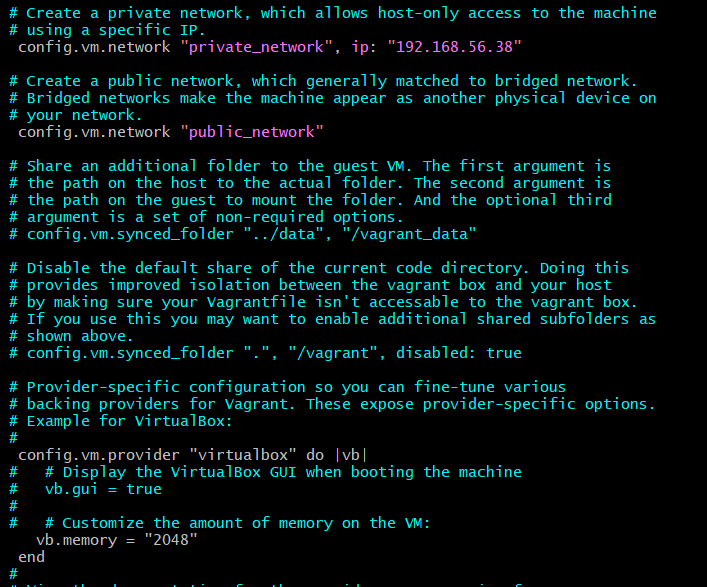 # Create a private network, which allows host-only access to the machine
# using a specific IP.
config.vm.network "private_network", ip: "192.168.56.38"
# Create a public network, which generally matched to bridged network.
# Bridged networks make the machine appear as another physical device on
# your network.
config.vm.network "public_network"
# Share an additional folder to the guest VM. The first argument is
# the path on the host to the actual folder. The second argument is
# the path on the guest to mount the folder. And the optional third
# argument is a set of non-required options.
# config.vm.synced_folder "../data", "/vagrant_data"
# Disable the default share of the current code directory. Doing this
# provides improved isolation between the vagrant box and your host
# by making sure your Vagrantfile isn't accessable to the vagrant box.
# If you use this you may want to enable additional shared subfolders as
# shown above.
# config.vm.synced_folder ".", "/vagrant", disabled: true
# Provider-specific configuration so you can fine-tune various
# backing providers for Vagrant. These expose provider-specific options.
# Example for VirtualBox:
#
config.vm.provider "virtualbox" do |vb|
#   # Display the VirtualBox GUI when booting the machine
#   vb.gui = true
#
#   # Customize the amount of memory on the VM:
vb.memory = "2048"
end
#